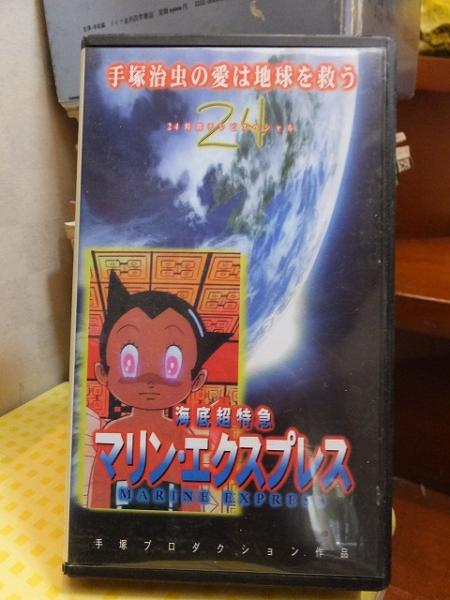 手塚治虫の愛は地球を救う
24
海底超特急
マリン・エクスプレス
MARINE EXPRESS
手塚プロダクション作品